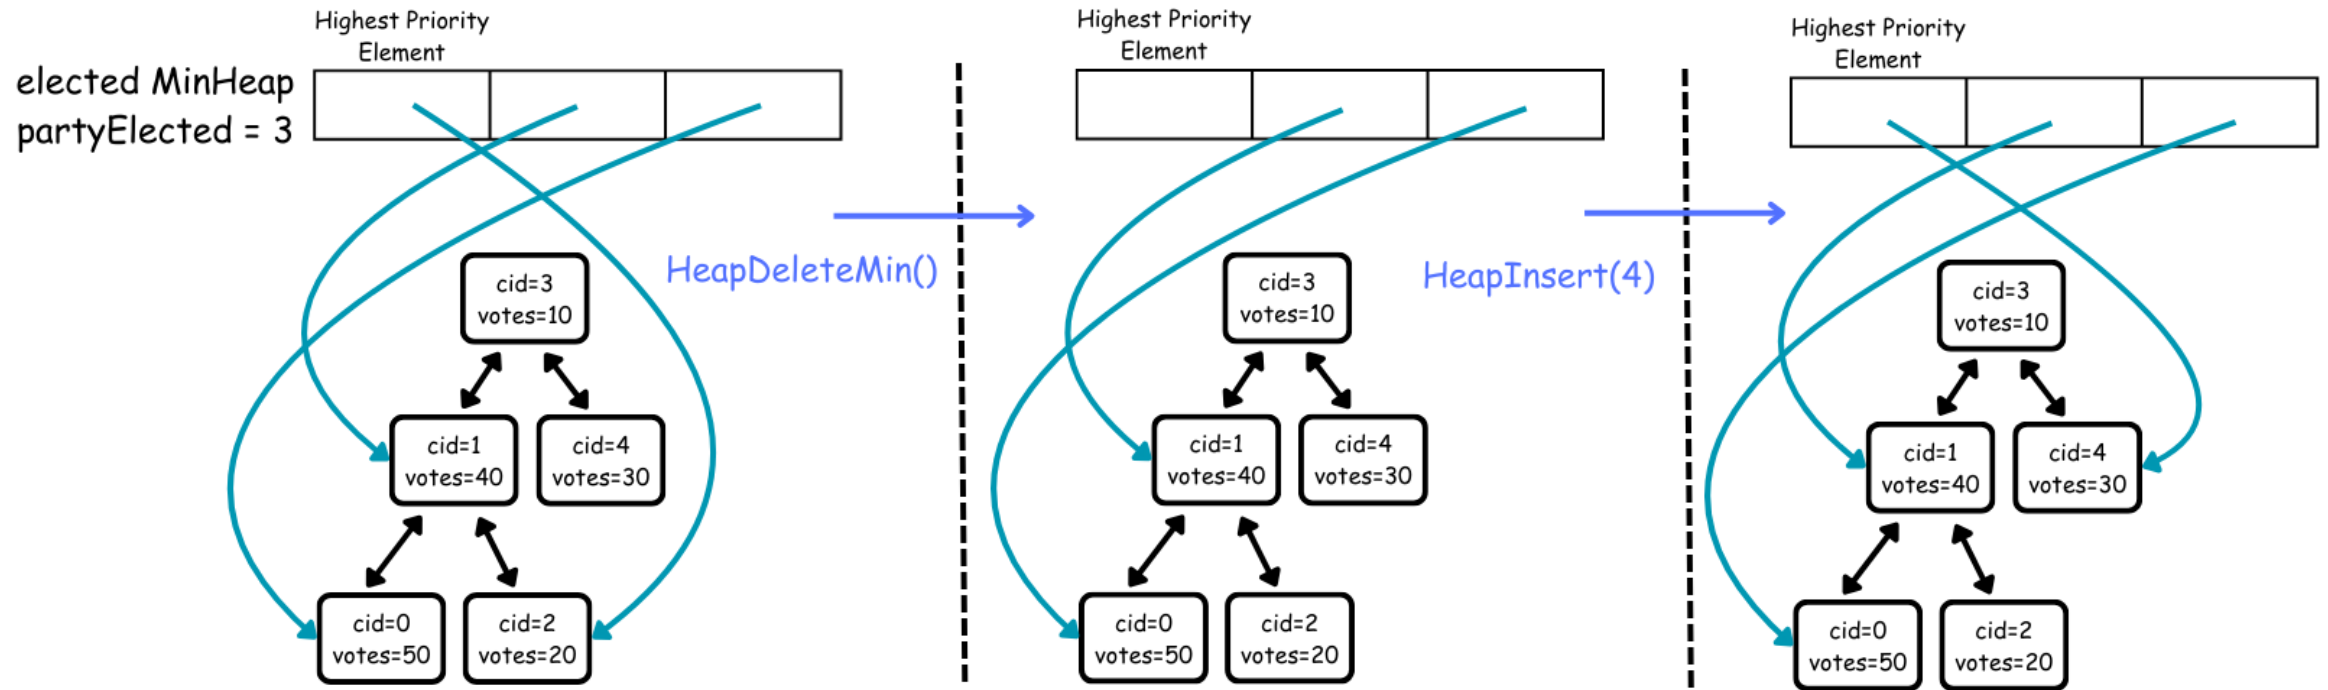 Highest Priority
Element
elected MinHeap
partyElected = 3
cid=3
votes=10
cid=1
votes=40
cid=4
votes=30
cid=0
votes=50
cid=2
votes=20
HeapDeleteMin()
Highest Priority
Element
cid=3
votes=10
cid=1
votes=40
cid=4
votes=30
cid=0
votes=50
cid=2
votes=20
HeapInsert(4)
Highest Priority
Element
cid=3
votes=10
cid=1
votes=40
cid=4
votes=30
cid=0
votes=50
cid=2
votes=20